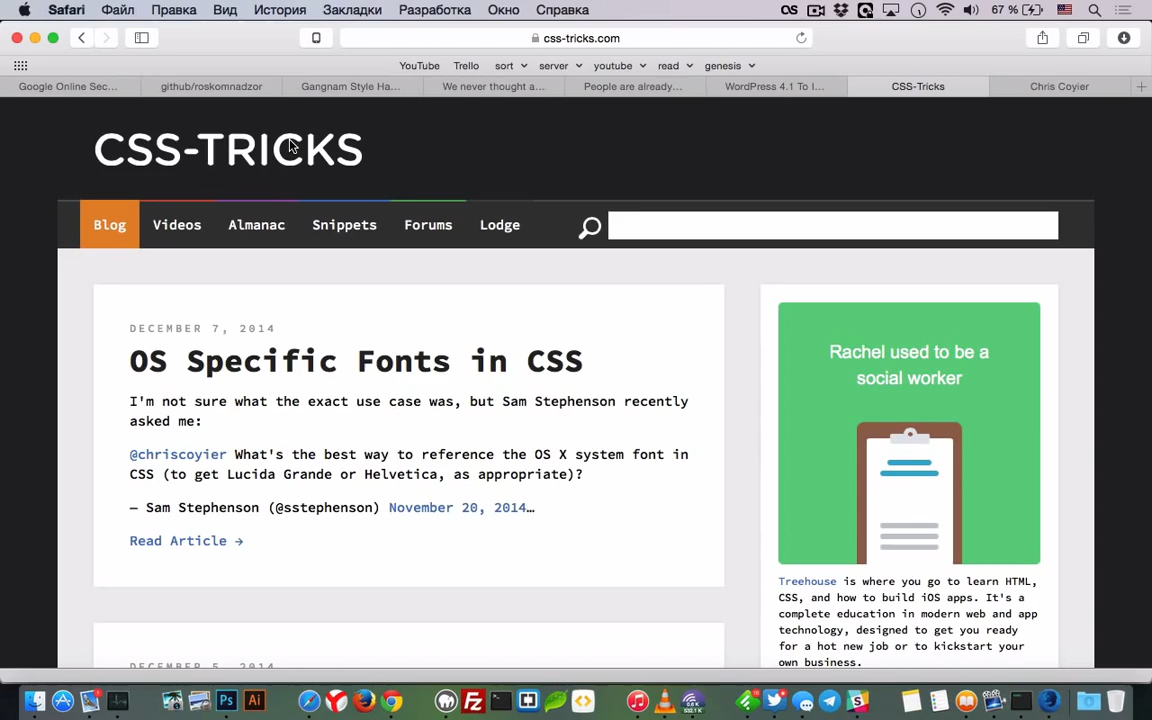 Safari Файл Правка Вид История Закладки Разработка Окно Справка OS 67 %
css-tricks.com
YouTube Trello sort server youtube read genesis
Google Online Sec... github/roskomnadzor Gangnam Style Ha... We never thought a... People are already... WordPress 4.1 To I... CSS-Tricks Chris Coyier
CSS-TRICKS
Blog Videos Almanac Snippets Forums Lodge
DECEMBER 7, 2014
OS Specific Fonts in CSS
I'm not sure what the exact use case was, but Sam Stephenson recently
asked me:
@chriscoyier What's the best way to reference the OS X system font in
CSS (to get Lucida Grande or Helvetica, as appropriate)?
— Sam Stephenson (@sstephenson) November 20, 2014…
Read Article →
DECEMBER 5, 2014
Rachel used to be a
social worker
Treehouse is where you go to learn HTML,
CSS, and how to build iOS apps. It's a
complete education in modern web and app
technology, designed to get you ready
for a hot new job or to kickstart your
own business.
Ps Ai Fz